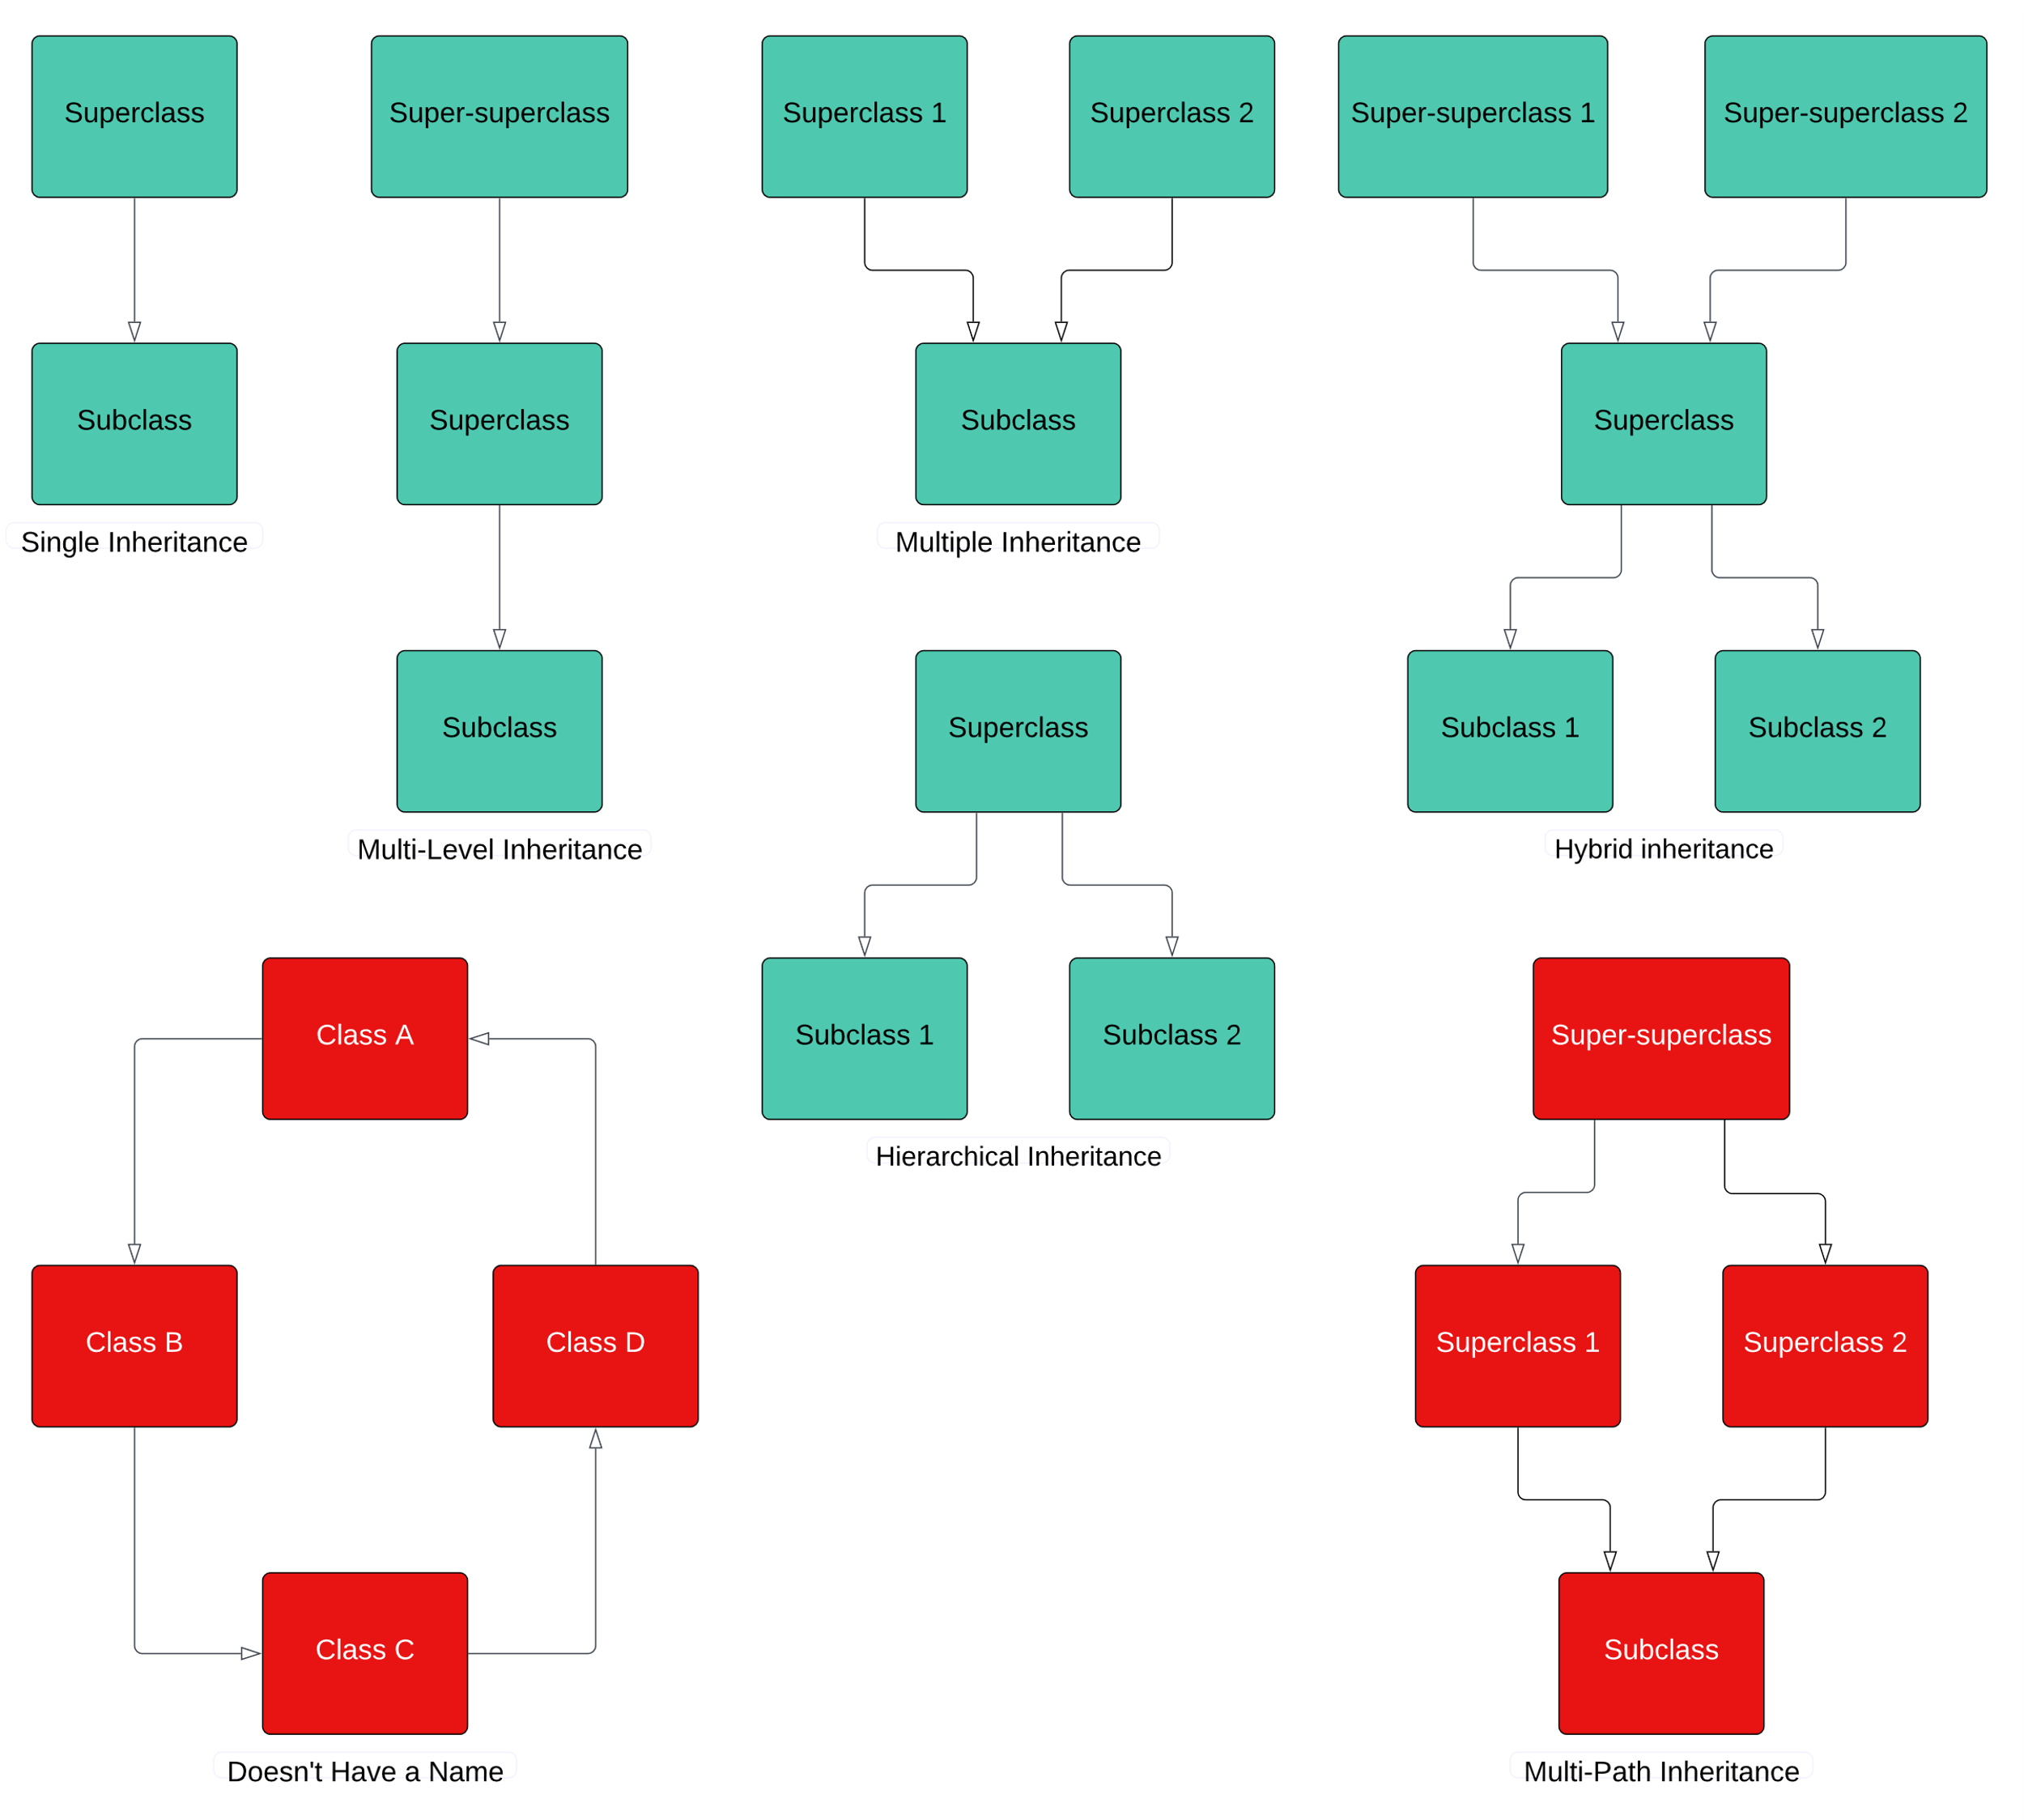 Superclass
Subclass
Single Inheritance
Super-superclass
Superclass
Subclass
Multi-Level Inheritance
Superclass 1
Superclass 2
Subclass
Multiple Inheritance
Superclass
Subclass 1
Subclass 2
Hierarchical Inheritance
Super-superclass 1
Super-superclass 2
Superclass
Subclass 1
Subclass 2
Hybrid inheritance
Class A
Class B
Class D
Class C
Doesn't Have a Name
Super-superclass
Superclass 1
Superclass 2
Subclass
Multi-Path Inheritance